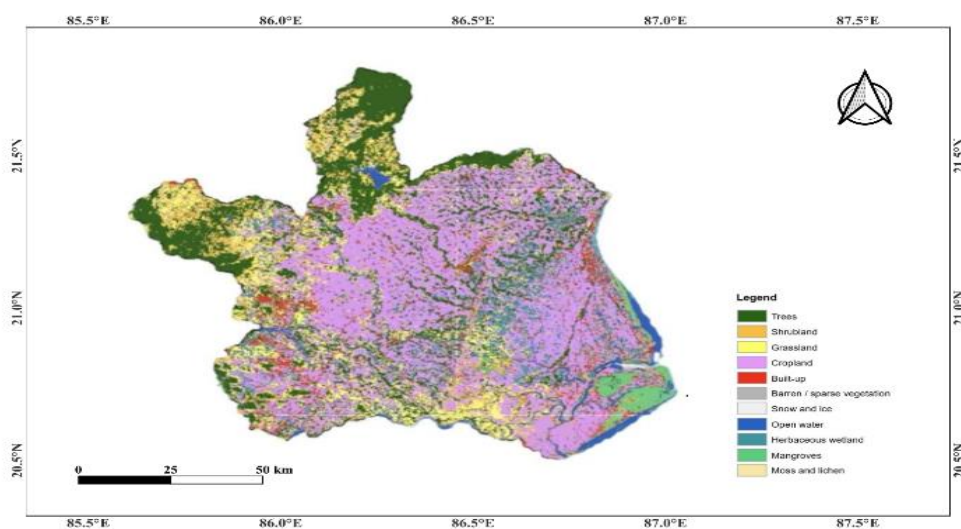 85.5°E 86.0°E 86.5°E 87.0°E 87.5°E
21.5°N 21.5°N
21.0°N 21.0°N
20.5°N 20.5°N
Legend
Trees
Shrubland
Grassland
Cropland
Built-up
Barren / sparse vegetation
Snow and ice
Open water
Herbaceous wetland
Mangroves
Moss and lichen
0 25 50 km
85.5°E 86.0°E 86.5°E 87.0°E 87.5°E